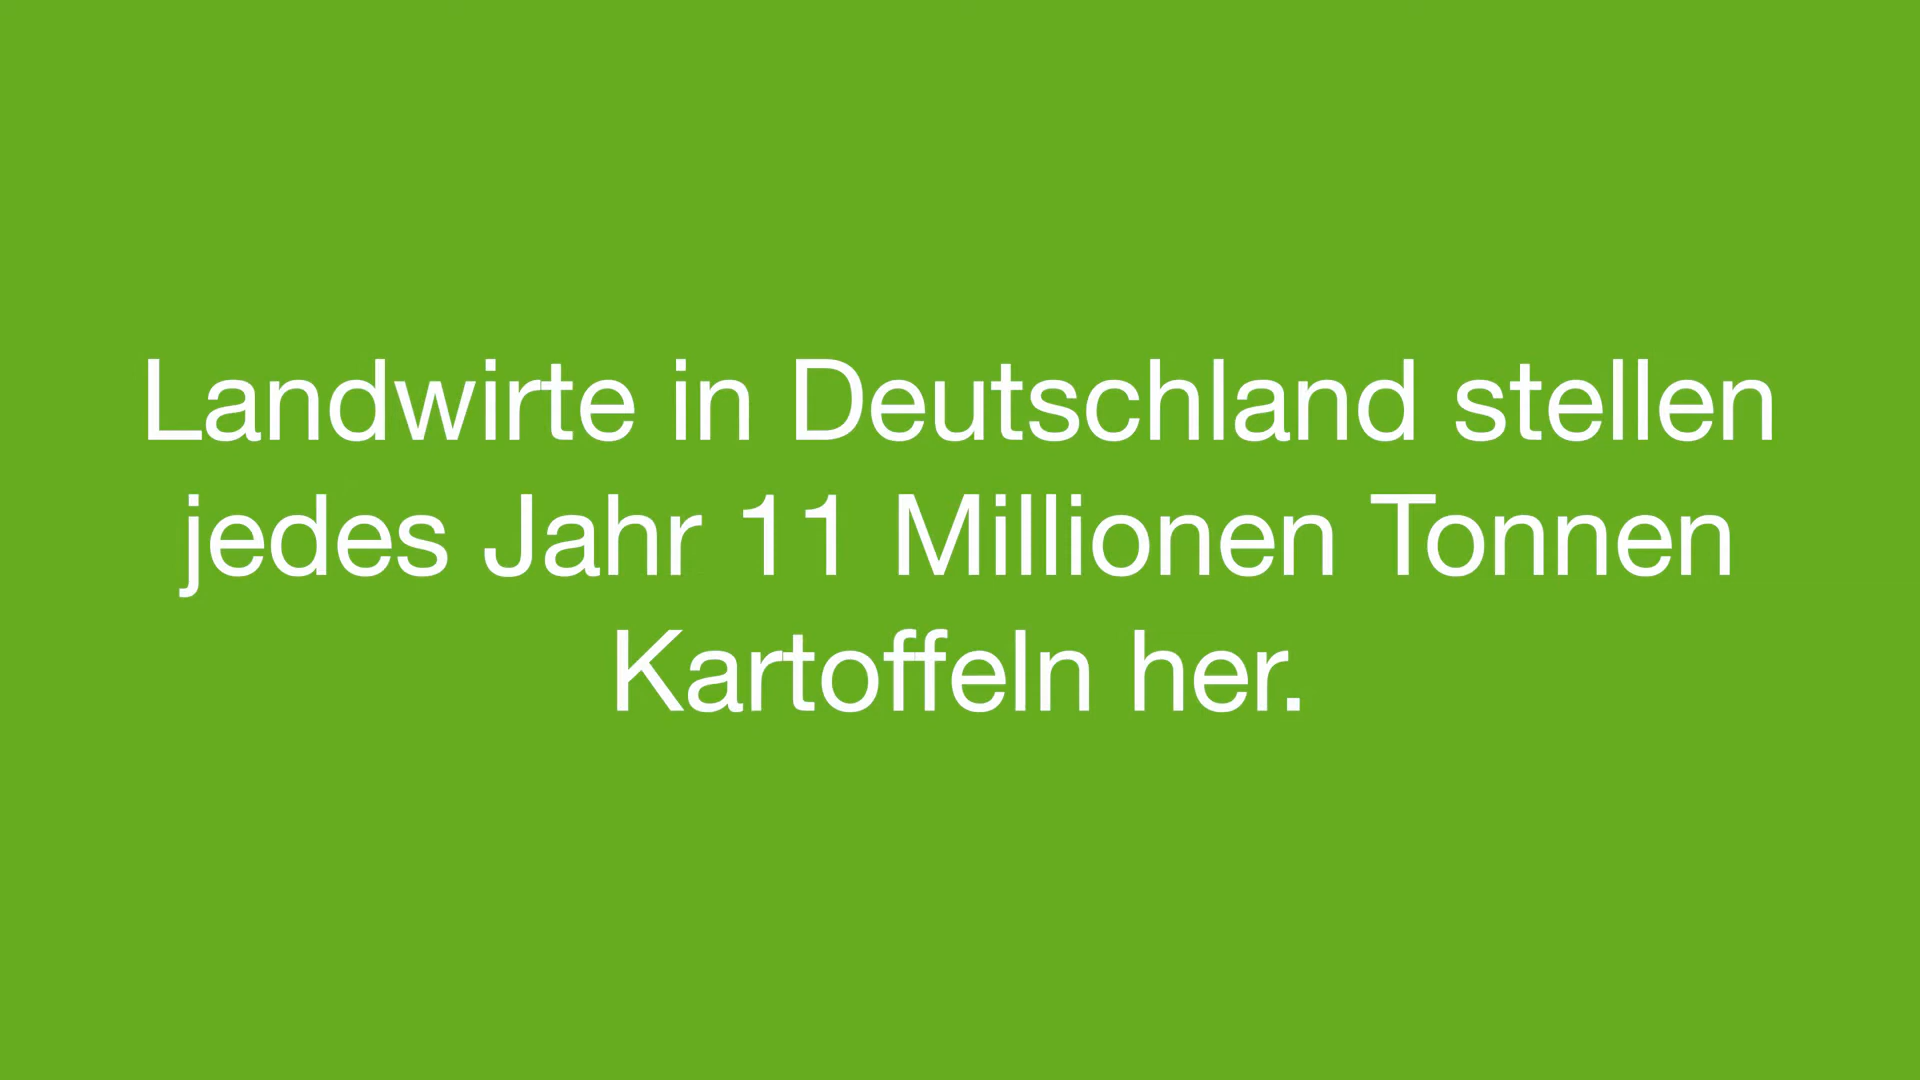 Landwirte in Deutschland stellen
jedes Jahr 11 Millionen Tonnen
Kartoffeln her.